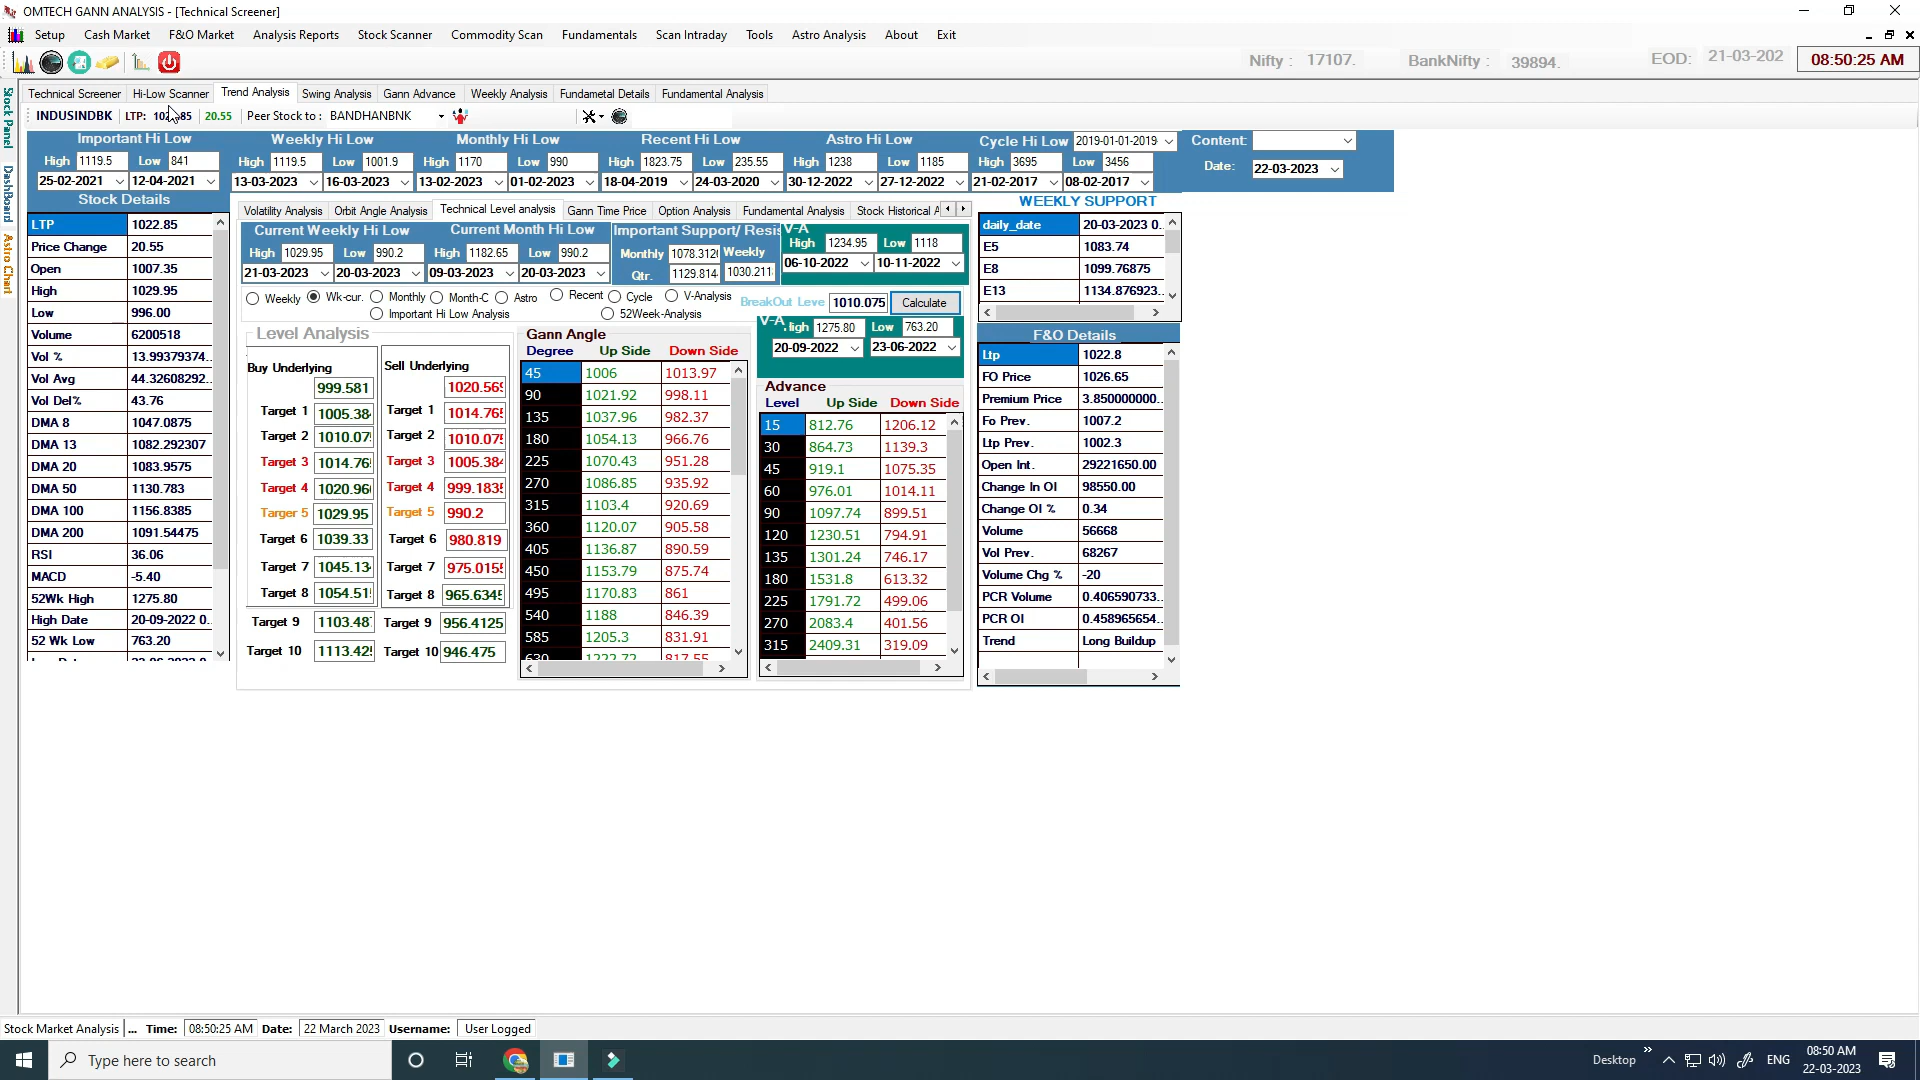 OMTECH GANN ANALYSIS - [Technical Screener]
Setup Cash Market F&O Market Analysis Reports Stock Scanner Commodity Scan Fundamentals Scan Intraday Tools Astro Analysis About Exit
Nifty : 17107. BankNifty : 39894. EOD: 21-03-202 08:50:25 AM
Technical Screener Hi-Low Scanner Trend Analysis Swing Analysis Gann Advance Weekly Analysis Fundametal Details Fundamental Analysis
Stock Panel
DashBoard
Astro Chart
INDUSINDBK LTP: 20.55 Peer Stock to : BANDHANBNK
Important Hi Low Weekly Hi Low Monthly Hi Low Recent Hi Low Astro Hi Low Cycle Hi Low 2019-01-01-2019- Content:
High 1119.5 Low 841 High 1119.5 Low 1001.9 High 1170 Low 990 High 1823.75 Low 235.55 High 1238 Low 1185 High 3695 Low 3456 Date: 22-03-2023
25-02-2021 12-04-2021 13-03-2023 16-03-2023 13-02-2023 01-02-2023 18-04-2019 24-03-2020 30-12-2022 27-12-2022 21-02-2017 08-02-2017
Stock Details
LTP 1022.85
Price Change 20.55
Open 1007.35
High 1029.95
Low 996.00
Volume 6200518
Vol % 13.99379374..
Vol Avg 44.32608292..
Vol Del% 43.76
DMA 8 1047.0875
DMA 13 1082.292307
DMA 20 1083.9575
DMA 50 1130.783
DMA 100 1156.8385
DMA 200 1091.54475
RSI 36.06
MACD -5.40
52Wk High 1275.80
High Date 20-09-2022 0..
52 Wk Low 763.20
Volatility Analysis Orbit Angle Analysis Technical Level analysis Gann Time Price Option Analysis Fundamental Analysis Stock Historical A
Current Weekly Hi Low Current Month Hi Low Important Support/ Resis V-A
High 1029.95 Low 990.2 High 1182.65 Low 990.2 Monthly 1078.312 Weekly High 1234.95 Low 1118
21-03-2023 20-03-2023 09-03-2023 20-03-2023 Qtr. 1129.814 1030.211 06-10-2022 10-11-2022
Weekly Wk-cur. Monthly Month-C Astro Recent Cycle V-Analysis BreakOut Leve 1010.075 Calculate
Important Hi Low Analysis 52Week-Analysis
Level Analysis
Buy Underlying Sell Underlying
999.581 1020.569
Target 1 1005.384 Target 1 1014.765
Target 2 1010.075 Target 2 1010.075
Target 3 1014.765 Target 3 1005.384
Target 4 1020.966 Target 4 999.1835
Targer 5 1029.95 Target 5 990.2
Target 6 1039.33 Target 6 980.819
Target 7 1045.134 Target 7 975.0155
Target 8 1054.515 Target 8 965.6345
Target 9 1103.487 Target 9 956.4125
Target 10 1113.425 Target 10 946.475
Gann Angle
Degree Up Side Down Side
45 1006 1013.97
90 1021.92 998.11
135 1037.96 982.37
180 1054.13 966.76
225 1070.43 951.28
270 1086.85 935.92
315 1103.4 920.69
360 1120.07 905.58
405 1136.87 890.59
450 1153.79 875.74
495 1170.83 861
540 1188 846.39
585 1205.3 831.91
630 1222.72 817.55
V-A High 1275.80 Low 763.20
20-09-2022 23-06-2022
Advance
Level Up Side Down Side
15 812.76 1206.12
30 864.73 1139.3
45 919.1 1075.35
60 976.01 1014.11
90 1097.74 899.51
120 1230.51 794.91
135 1301.24 746.17
180 1531.8 613.32
225 1791.72 499.06
270 2083.4 401.56
315 2409.31 319.09
WEEKLY SUPPORT
daily_date 20-03-2023 0..
E5 1083.74
E8 1099.76875
E13 1134.876923..
F&O Details
Ltp 1022.8
FO Price 1026.65
Premium Price 3.850000000..
Fo Prev. 1007.2
Ltp Prev. 1002.3
Open Int. 29221650.00
Change In OI 98550.00
Change OI % 0.34
Volume 56668
Vol Prev. 68267
Volume Chg % -20
PCR Volume 0.406590733..
PCR OI 0.458965654..
Trend Long Buildup
Stock Market Analysis ... Time: 08:50:25 AM Date: 22 March 2023 Username: User Logged
Type here to search
Desktop ENG 08:50 AM
22-03-2023